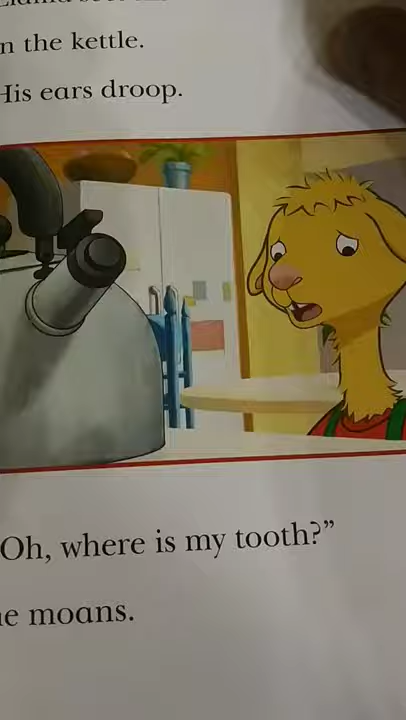 n the kettle.
His ears droop.
Oh, where is my tooth?”
e moans.